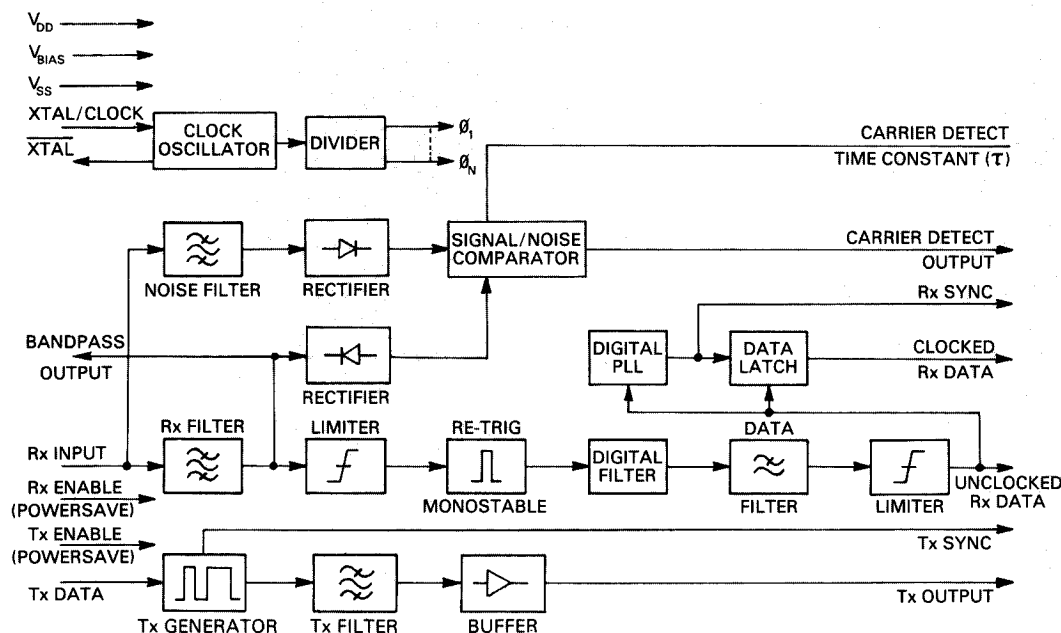 VDD
VBIAS
VSS
XTAL/CLOCK
XTAL
CLOCK
OSCILLATOR
DIVIDER
Ø1
ØN
CARRIER DETECT
TIME CONSTANT (τ)
NOISE FILTER
RECTIFIER
SIGNAL/NOISE
COMPARATOR
CARRIER DETECT
OUTPUT
Rx SYNC
BANDPASS
OUTPUT
RECTIFIER
DIGITAL
PLL
DATA
LATCH
CLOCKED
Rx DATA
DATA
Rx INPUT
Rx FILTER
LIMITER
RE-TRIG
MONOSTABLE
DIGITAL
FILTER
FILTER
LIMITER
UNCLOCKED
Rx DATA
Rx ENABLE
(POWERSAVE)
Tx ENABLE
(POWERSAVE)
Tx SYNC
Tx DATA
Tx GENERATOR
Tx FILTER
BUFFER
Tx OUTPUT